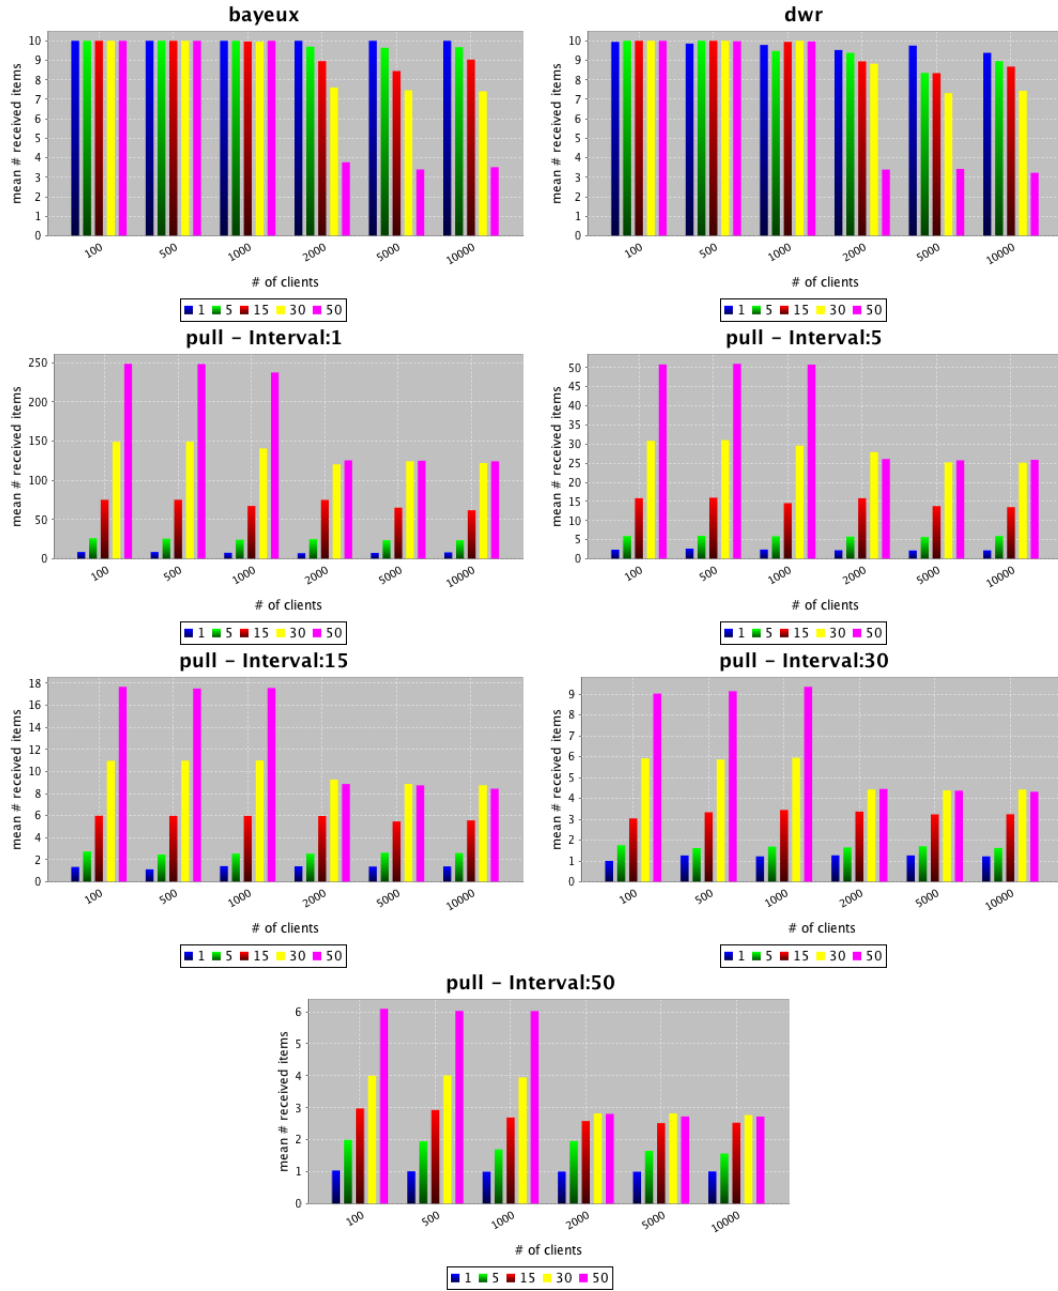 bayeux
mean # received items
10
9
8
7
6
5
4
3
2
1
0
100 500 1000 2000 5000 10000
# of clients
1 5 15 30 50
dwr
mean # received items
10
9
8
7
6
5
4
3
2
1
0
100 500 1000 2000 5000 10000
# of clients
1 5 15 30 50
pull - Interval:1
mean # received items
250
200
150
100
50
0
100 500 1000 2000 5000 10000
# of clients
1 5 15 30 50
pull - Interval:5
mean # received items
50
45
40
35
30
25
20
15
10
5
0
100 500 1000 2000 5000 10000
# of clients
1 5 15 30 50
pull - Interval:15
mean # received items
18
16
14
12
10
8
6
4
2
0
100 500 1000 2000 5000 10000
# of clients
1 5 15 30 50
pull - Interval:30
mean # received items
9
8
7
6
5
4
3
2
1
0
100 500 1000 2000 5000 10000
# of clients
1 5 15 30 50
pull - Interval:50
mean # received items
6
5
4
3
2
1
0
100 500 1000 2000 5000 10000
# of clients
1 5 15 30 50